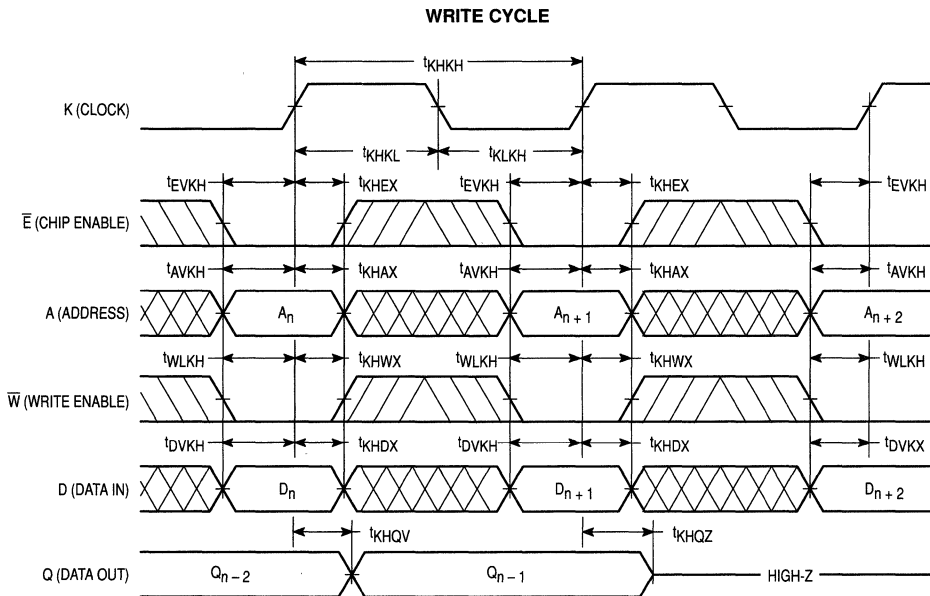 WRITE CYCLE
tKHKH
K (CLOCK)
tKHKL tKLKH
tEVKH tKHEX tEVKH tKHEX tEVKH
E̅ (CHIP ENABLE)
tAVKH tKHAX tAVKH tKHAX tAVKH
A (ADDRESS) An An + 1 An + 2
tWLKH tKHWX tWLKH tKHWX tWLKH
W̅ (WRITE ENABLE)
tDVKH tKHDX tDVKH tKHDX tDVKX
D (DATA IN) Dn Dn + 1 Dn + 2
tKHQV tKHQZ
Q (DATA OUT) Qn – 2 Qn – 1 HIGH-Z